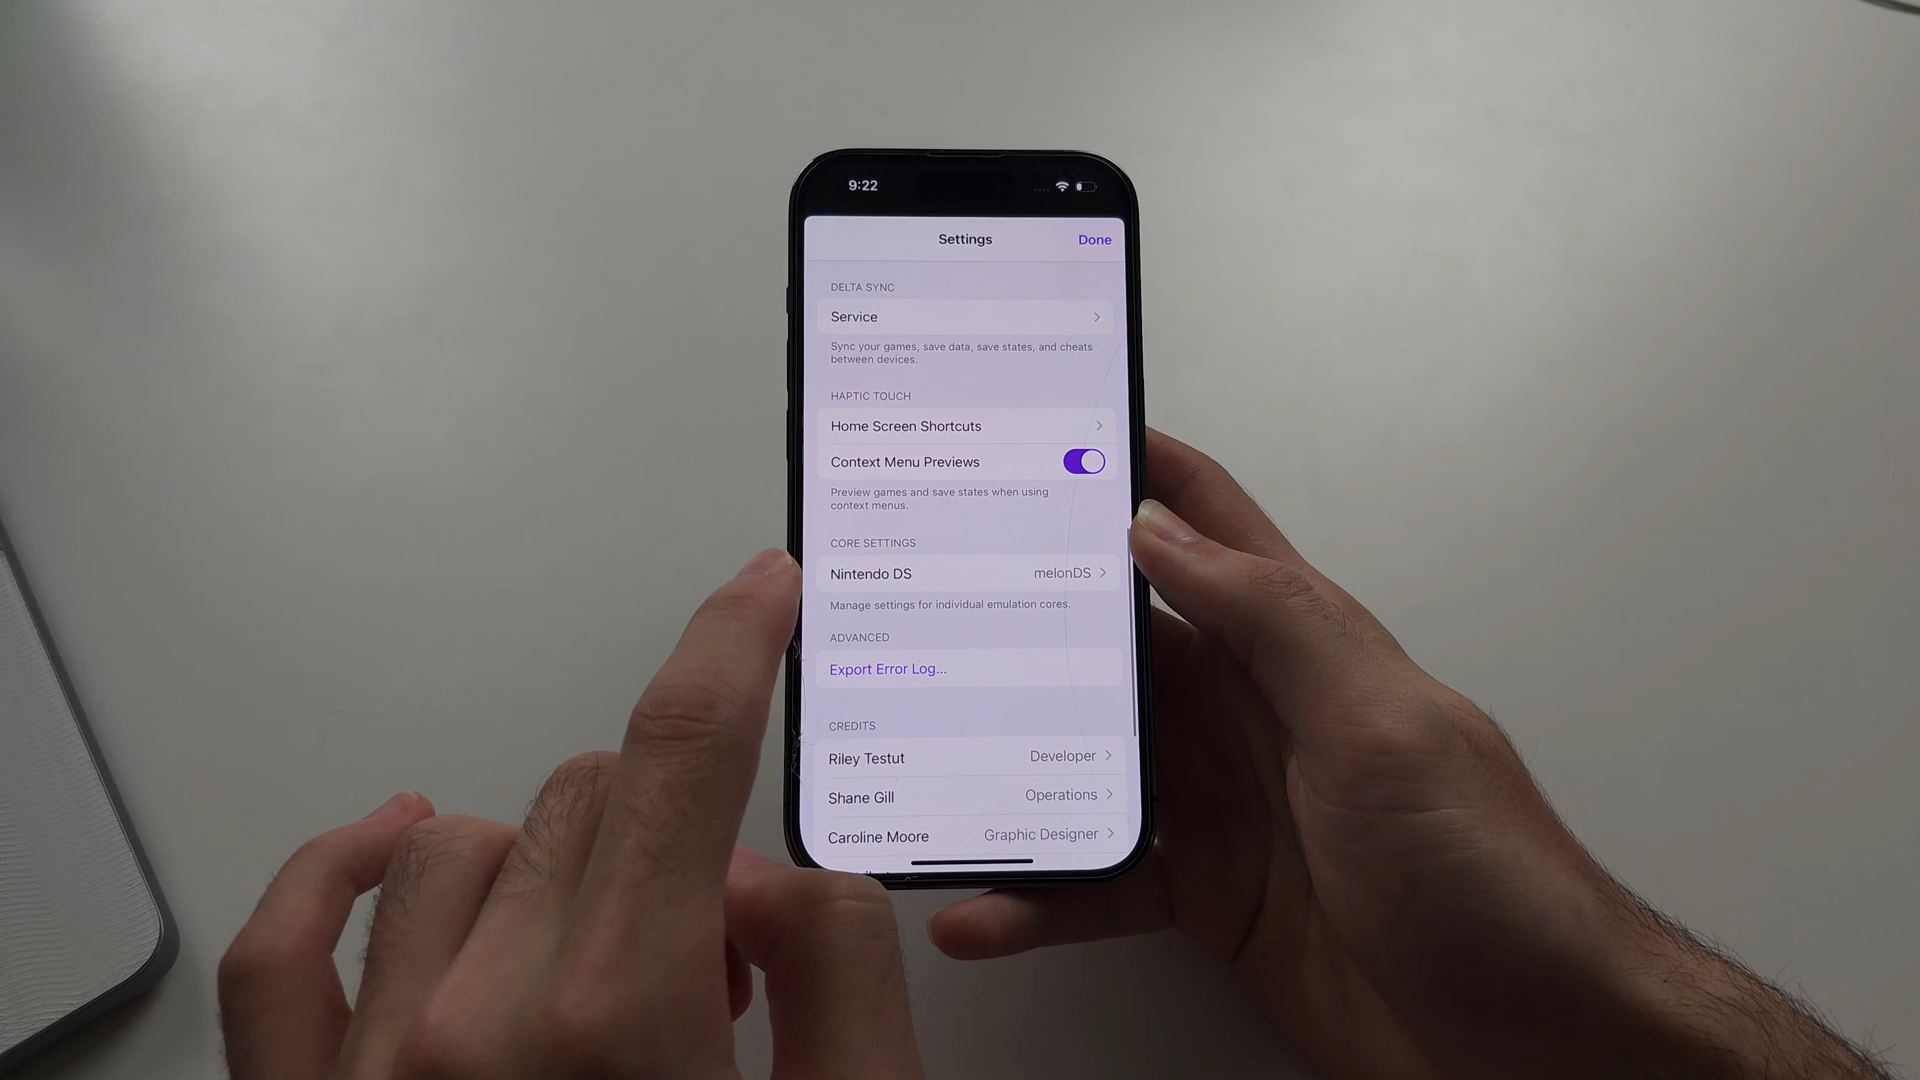 9:22
Settings
Done
DELTA SYNC
Service
Sync your games, save data, save states, and cheats
between devices.
HAPTIC TOUCH
Home Screen Shortcuts
Context Menu Previews
Preview games and save states when using
context menus.
CORE SETTINGS
Nintendo DS melonDS
Manage settings for individual emulation cores.
ADVANCED
Export Error Log...
CREDITS
Riley Testut Developer
Shane Gill Operations
Caroline Moore Graphic Designer